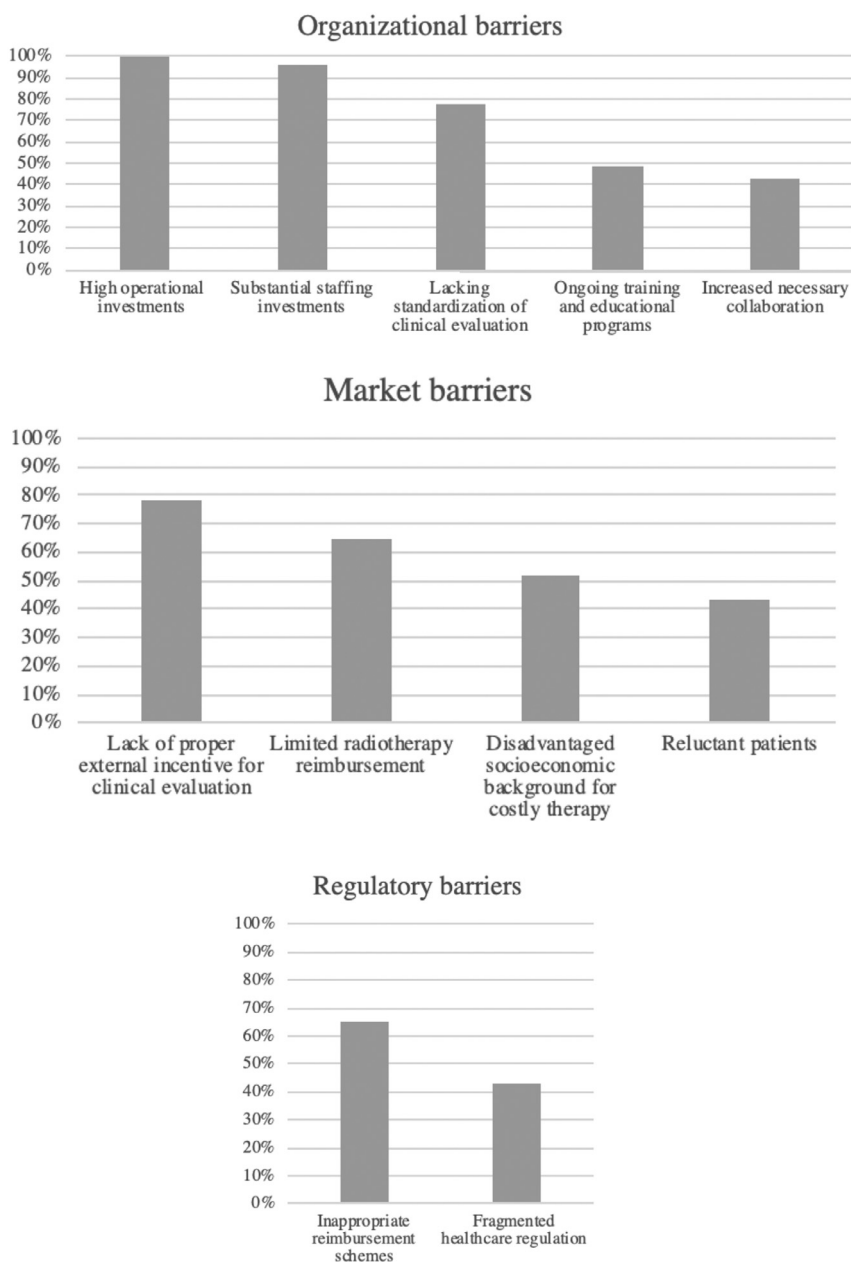 Organizational barriers
100%
90%
80%
70%
60%
50%
40%
30%
20%
10%
0%
High operational investments
Substantial staffing investments
Lacking standardization of clinical evaluation
Ongoing training and educational programs
Increased necessary collaboration
Market barriers
100%
90%
80%
70%
60%
50%
40%
30%
20%
10%
0%
Lack of proper external incentive for clinical evaluation
Limited radiotherapy reimbursement
Disadvantaged socioeconomic background for costly therapy
Reluctant patients
Regulatory barriers
100%
90%
80%
70%
60%
50%
40%
30%
20%
10%
0%
Inappropriate reimbursement schemes
Fragmented healthcare regulation